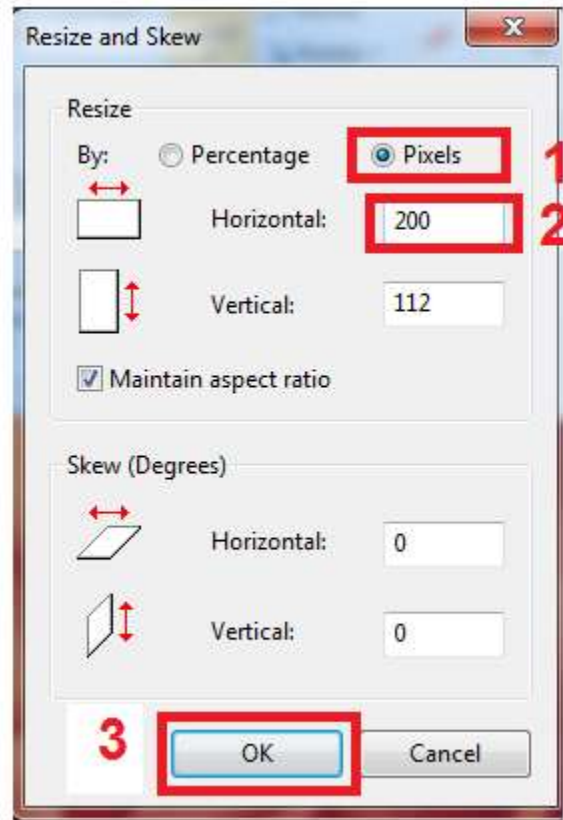 Resize and Skew
Resize
By: Percentage Pixels 1
Horizontal: 200 2
Vertical: 112
Maintain aspect ratio
Skew (Degrees)
Horizontal: 0
Vertical: 0
3 OK Cancel